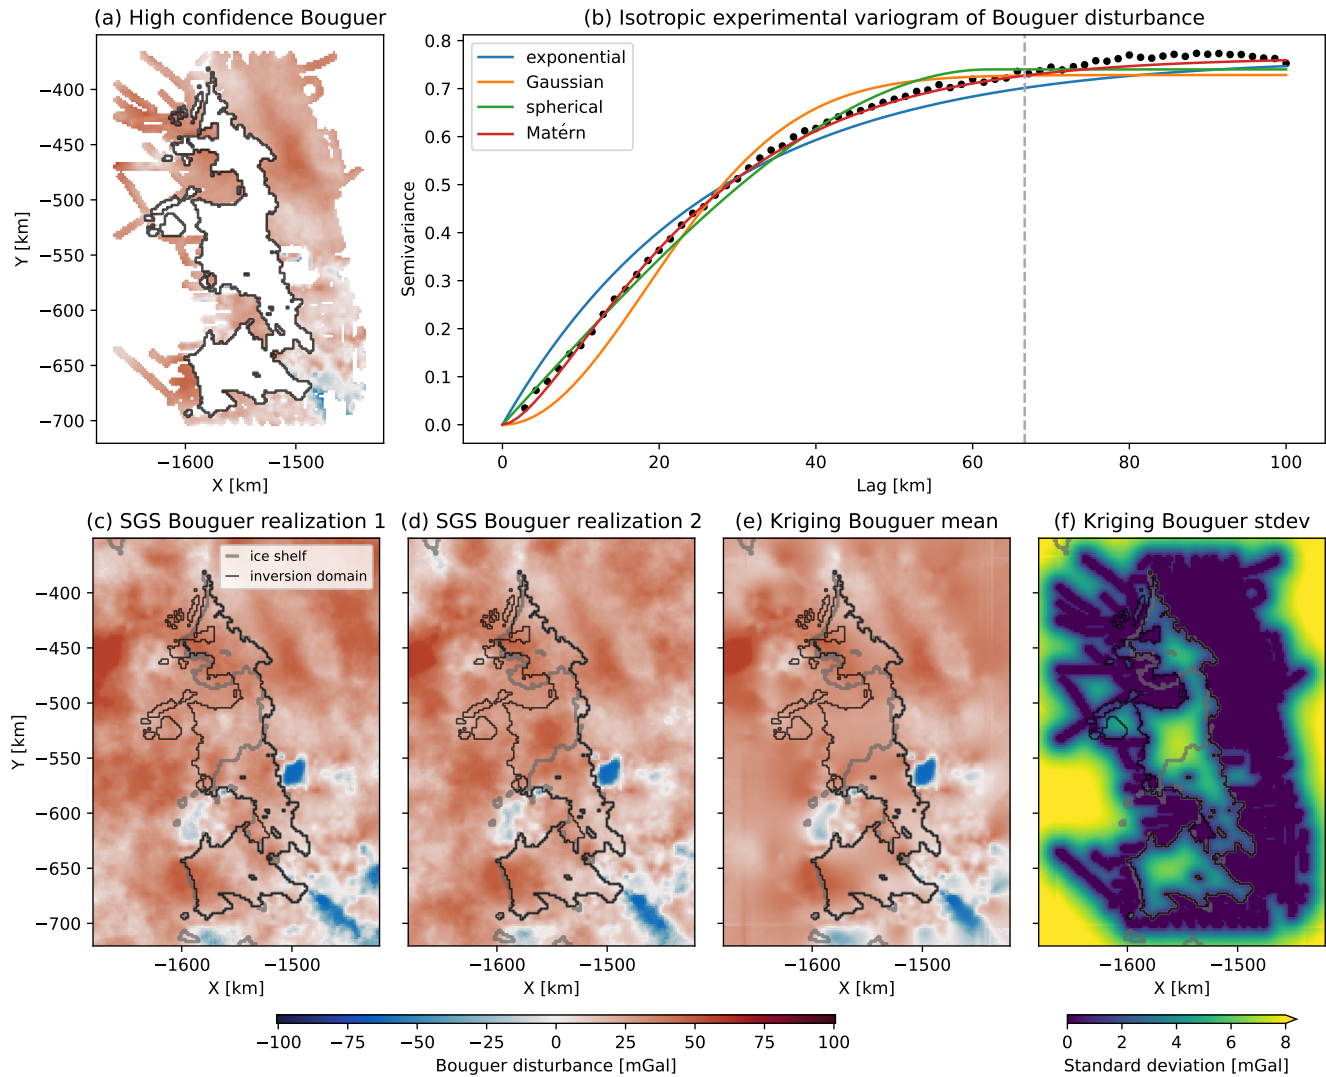 (a) High confidence Bouguer
(b) Isotropic experimental variogram of Bouguer disturbance
−400
−450
−500
−550
−600
−650
−700
Y [km]
−1600
−1500
X [km]
0.8
0.7
0.6
0.5
0.4
0.3
0.2
0.1
0.0
Semivariance
exponential
Gaussian
spherical
Matérn
0
20
40
60
80
100
Lag [km]
(c) SGS Bouguer realization 1
(d) SGS Bouguer realization 2
(e) Kriging Bouguer mean
(f) Kriging Bouguer stdev
ice shelf
inversion domain
−400
−450
−500
−550
−600
−650
−700
Y [km]
−1600
−1500
X [km]
−1600
−1500
X [km]
−1600
−1500
X [km]
−1600
−1500
X [km]
−100
−75
−50
−25
0
25
50
75
100
Bouguer disturbance [mGal]
0
2
4
6
8
Standard deviation [mGal]